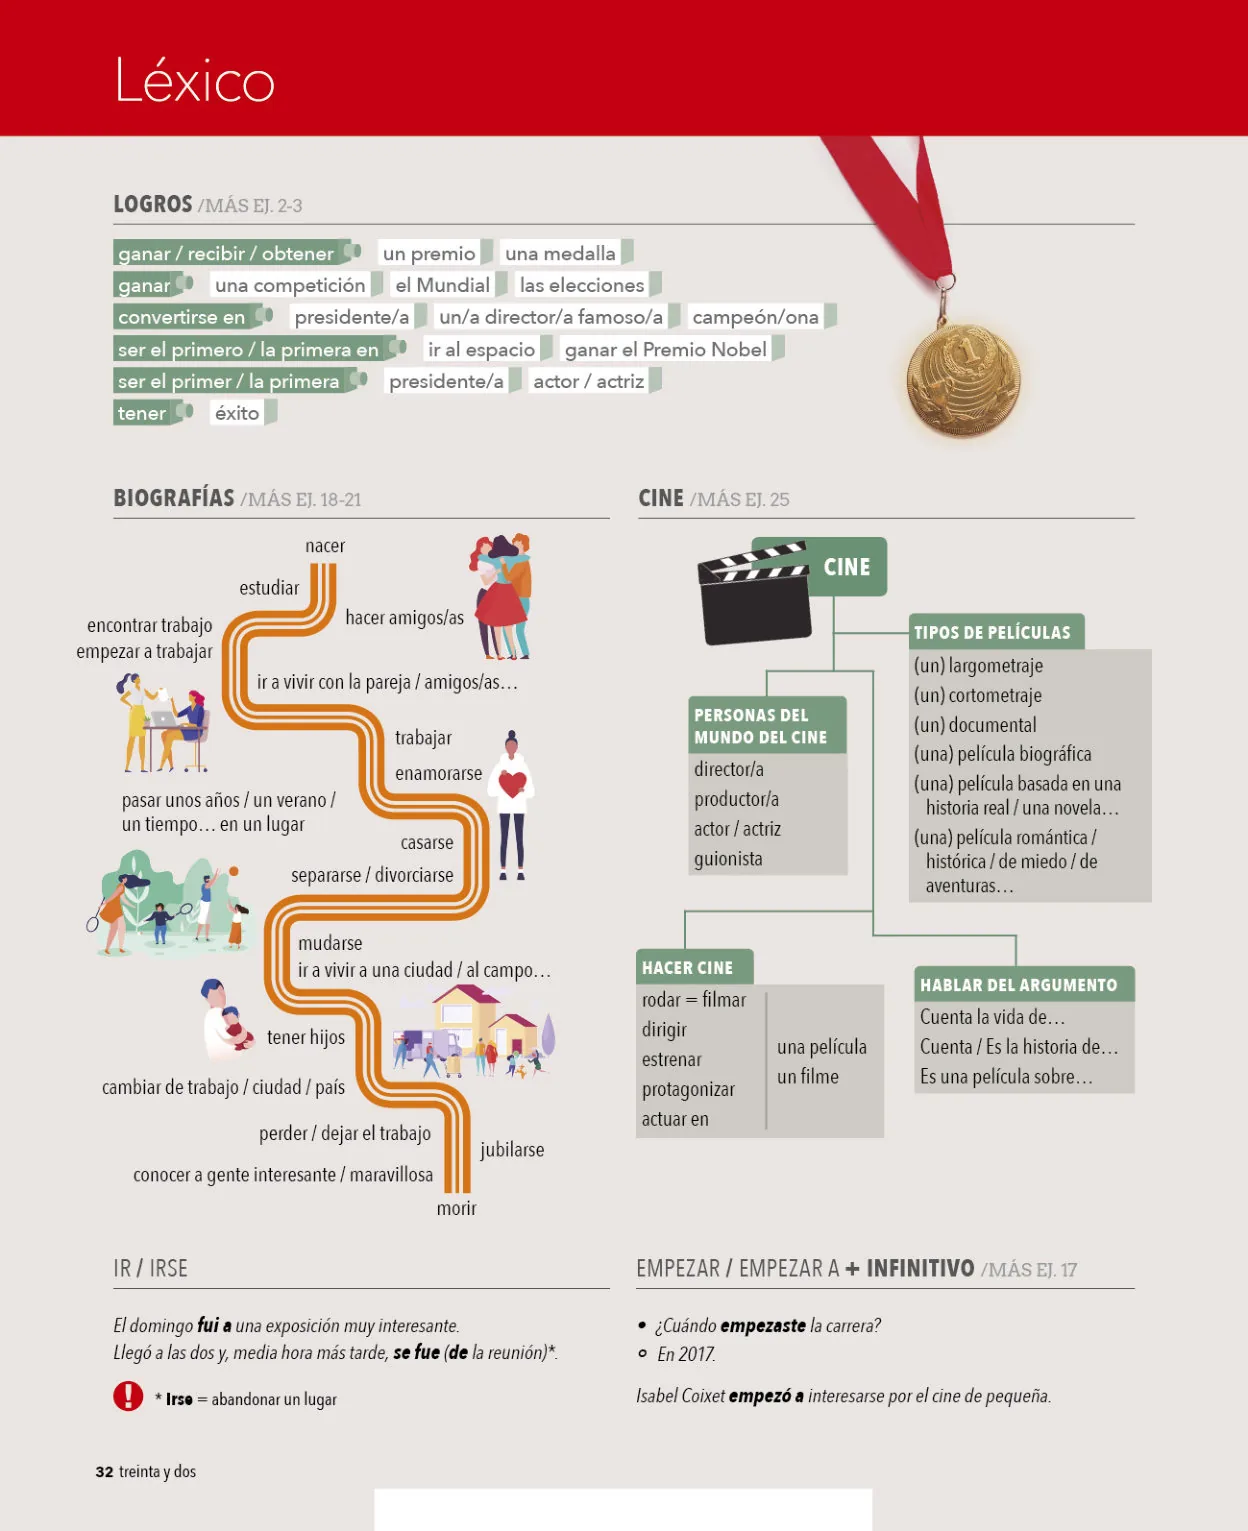 Léxico
LOGROS /MÁS EJ. 2-3
ganar / recibir / obtener un premio una medalla
ganar una competición el Mundial las elecciones
convertirse en presidente/a un/a director/a famoso/a campeón/ona
ser el primero / la primera en ir al espacio ganar el Premio Nobel
ser el primer / la primera presidente/a actor / actriz
tener éxito
1
BIOGRAFÍAS /MÁS EJ. 18-21
nacer
estudiar
hacer amigos/as
encontrar trabajo
empezar a trabajar
ir a vivir con la pareja / amigos/as...
trabajar
enamorarse
pasar unos años / un verano /
un tiempo... en un lugar
casarse
separarse / divorciarse
mudarse
ir a vivir a una ciudad / al campo...
tener hijos
cambiar de trabajo / ciudad / país
perder / dejar el trabajo
jubilarse
conocer a gente interesante / maravillosa
morir
CINE /MÁS EJ. 25
CINE
TIPOS DE PELÍCULAS
(un) largometraje
(un) cortometraje
(un) documental
(una) película biográfica
(una) película basada en una
historia real / una novela...
(una) película romántica /
histórica / de miedo / de
aventuras...
PERSONAS DEL
MUNDO DEL CINE
director/a
productor/a
actor / actriz
guionista
HACER CINE
rodar = filmar
dirigir
estrenar
protagonizar
actuar en
una película
un filme
HABLAR DEL ARGUMENTO
Cuenta la vida de...
Cuenta / Es la historia de...
Es una película sobre...
IR / IRSE
El domingo fui a una exposición muy interesante.
Llegó a las dos y, media hora más tarde, se fue (de la reunión)*.
! * Irse = abandonar un lugar
EMPEZAR / EMPEZAR A + INFINITIVO /MÁS EJ. 17
• ¿Cuándo empezaste la carrera?
○ En 2017.
Isabel Coixet empezó a interesarse por el cine de pequeña.
32 treinta y dos